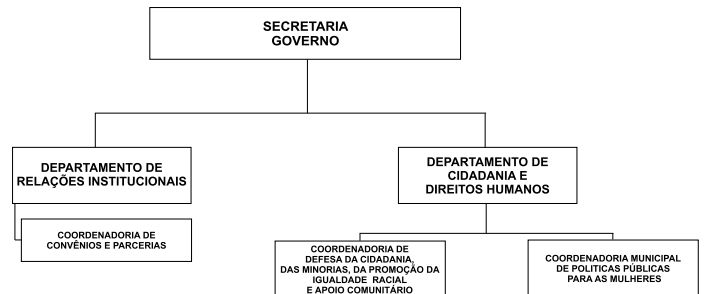 SECRETARIA
GOVERNO
DEPARTAMENTO DE
RELAÇÕES INSTITUCIONAIS
DEPARTAMENTO DE
CIDADANIA E
DIREITOS HUMANOS
COORDENADORIA DE
CONVÊNIOS E PARCERIAS
COORDENADORIA DE
DEFESA DA CIDADANIA,
DAS MINORIAS, DA PROMOÇÃO DA
IGUALDADE RACIAL
E APOIO COMUNITÁRIO
COORDENADORIA MUNICIPAL
DE POLITICAS PÚBLICAS
PARA AS MULHERES